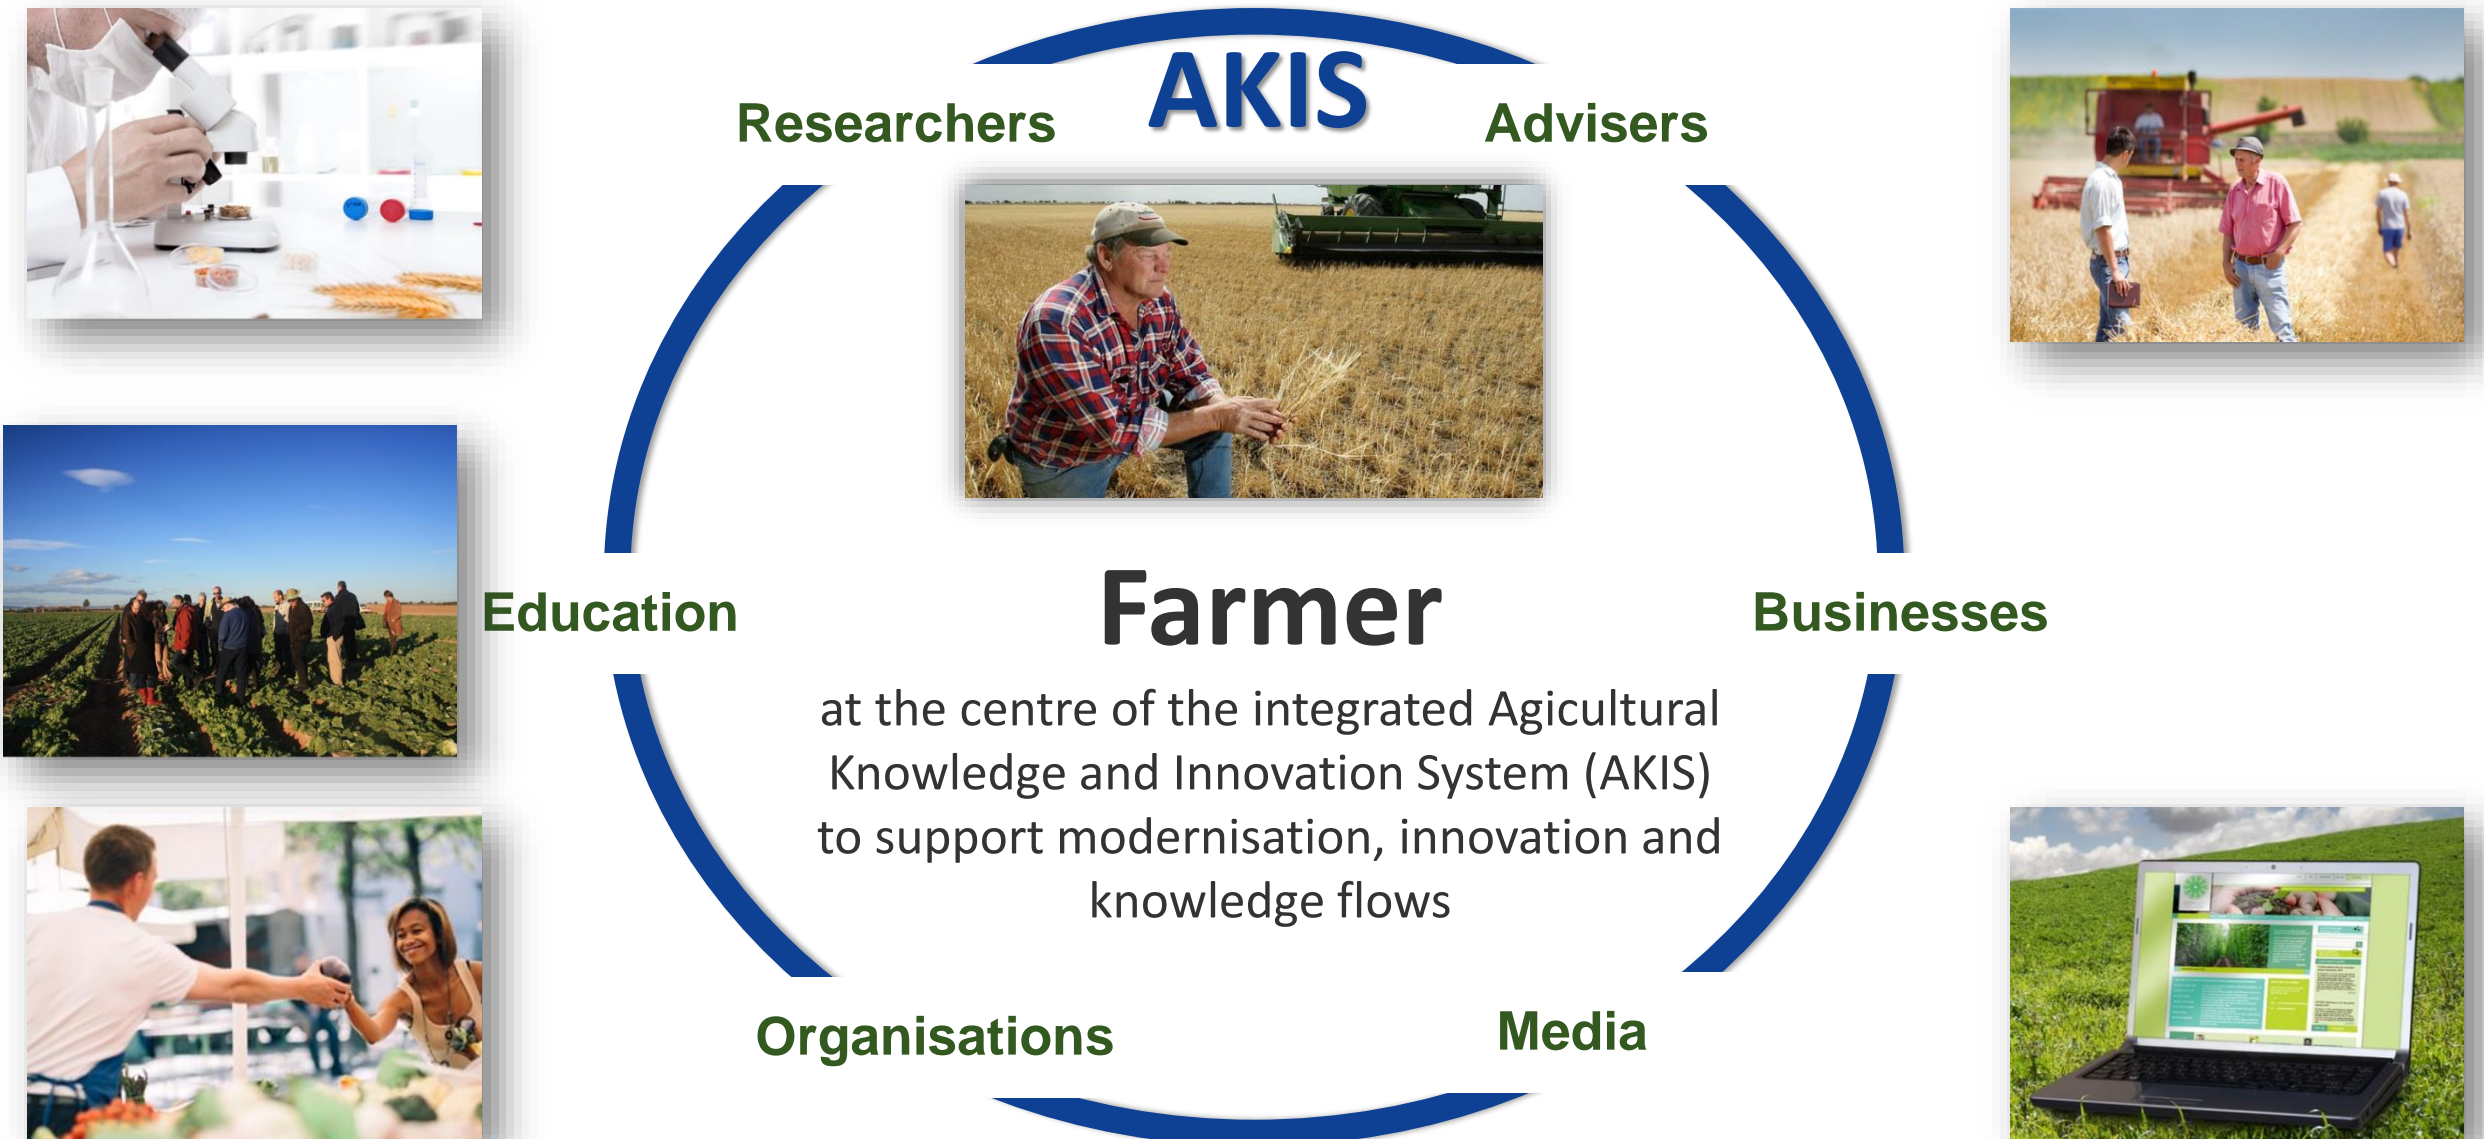 AKIS
Researchers
Advisers
Farmer
Education
Businesses
at the centre of the integrated Agicultural
Knowledge and Innovation System (AKIS)
to support modernisation, innovation and
knowledge flows
Organisations
Media